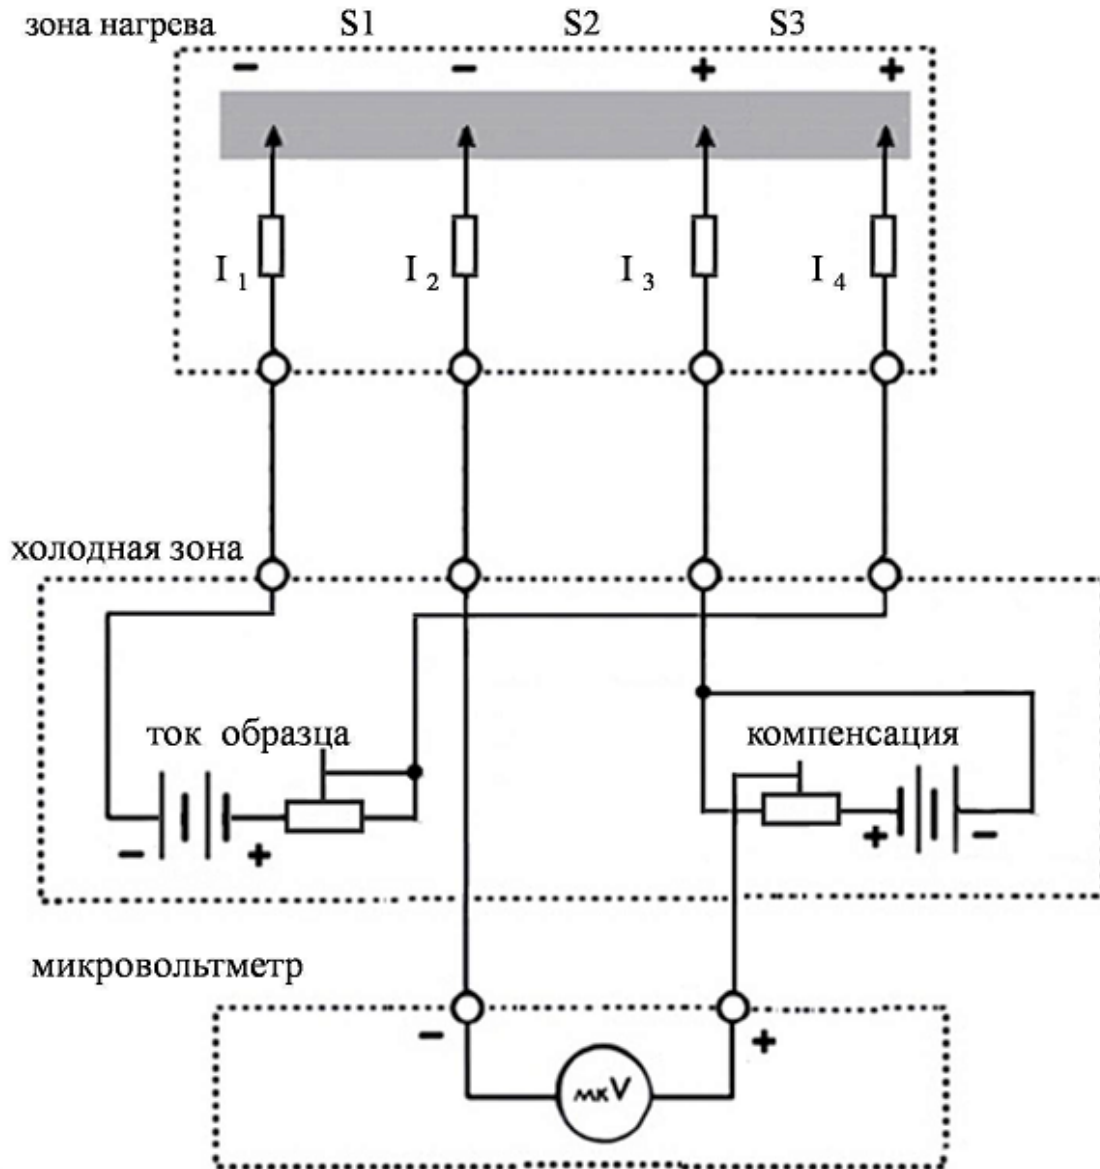 зона нагрева S1 S2 S3
− − + +
I 1 I 2 I 3 I 4
холодная зона
ток образца компенсация
− + + −
микровольтметр
− +
мкV